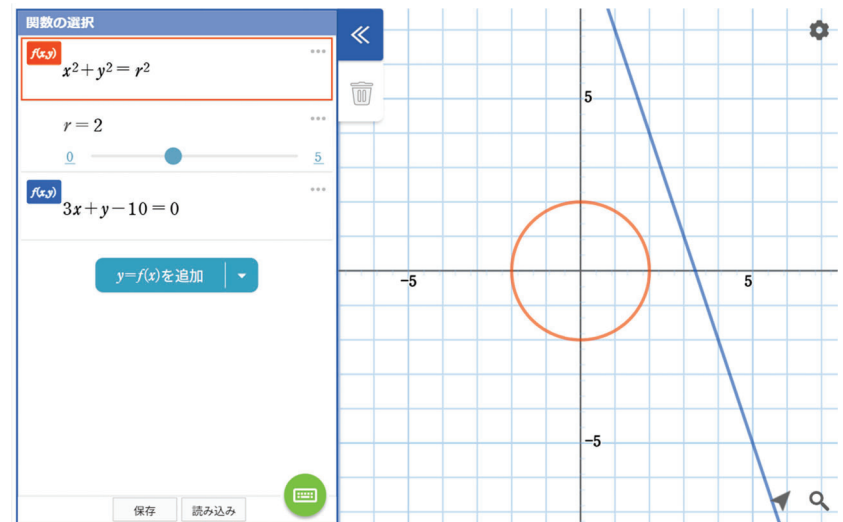 関数の選択
f(x,y)
x²+y²=r²
r=2
0 5
f(x,y)
3x+y−10=0
y=f(x)を追加
保存 読み込み
5
-5 5
-5